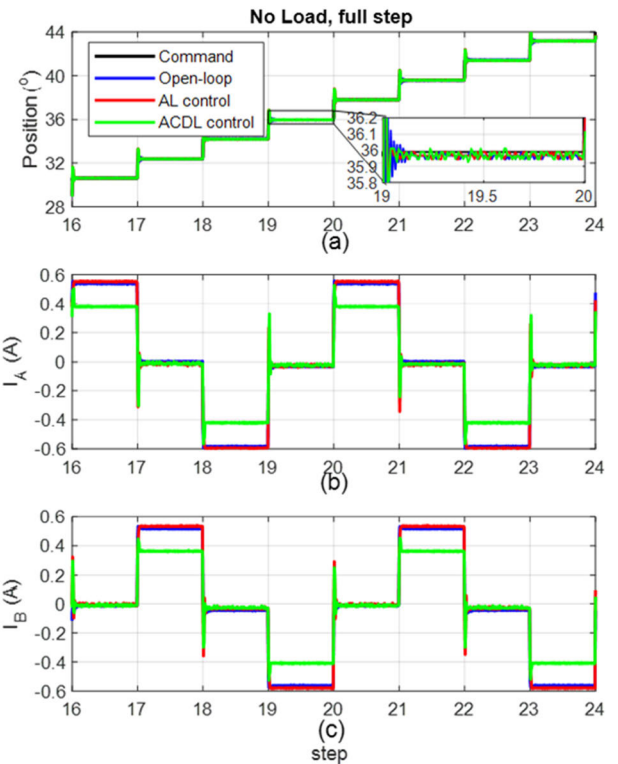 No Load, full step
44
40
36
32
28
Position (°)
Command
Open-loop
AL control
ACDL control
36.2
36.1
36
35.9
35.8
19 19.5 20
16 17 18 19 20 21 22 23 24
(a)
0.6
0.4
0.2
0
-0.2
-0.4
-0.6
I_A (A)
16 17 18 19 20 21 22 23 24
(b)
0.6
0.4
0.2
0
-0.2
-0.4
-0.6
I_B (A)
16 17 18 19 20 21 22 23 24
(c)
step